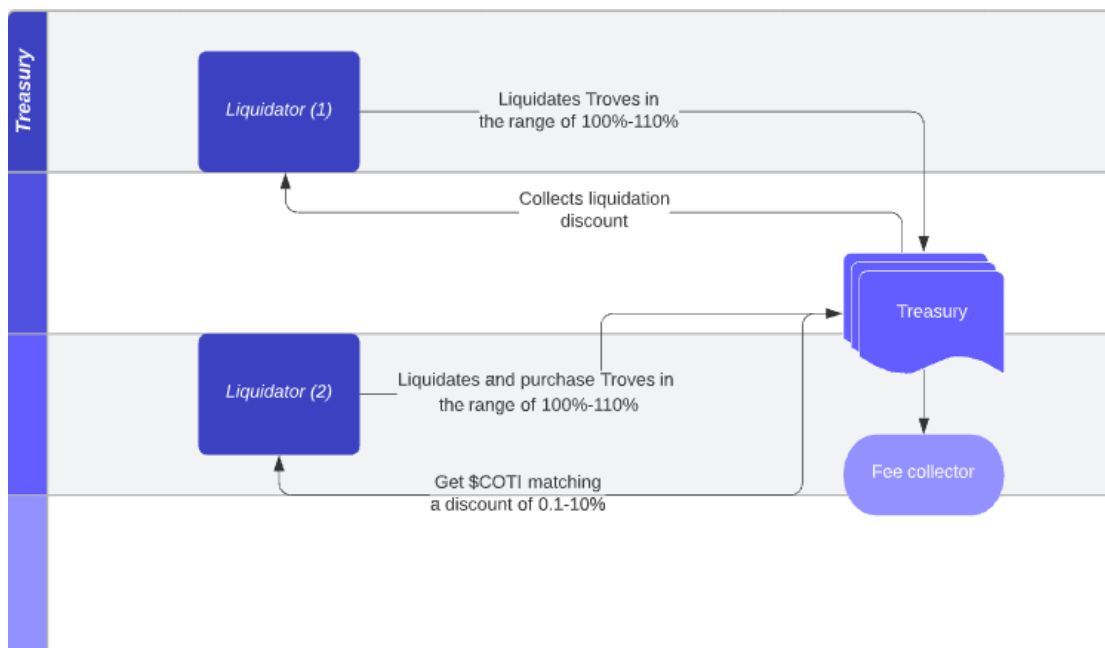 Treasury
Liquidator (1)
Liquidates Troves in
the range of 100%-110%
Collects liquidation
discount
Treasury
Liquidator (2)
Liquidates and purchase Troves in
the range of 100%-110%
Fee collector
Get $COTI matching
a discount of 0.1-10%